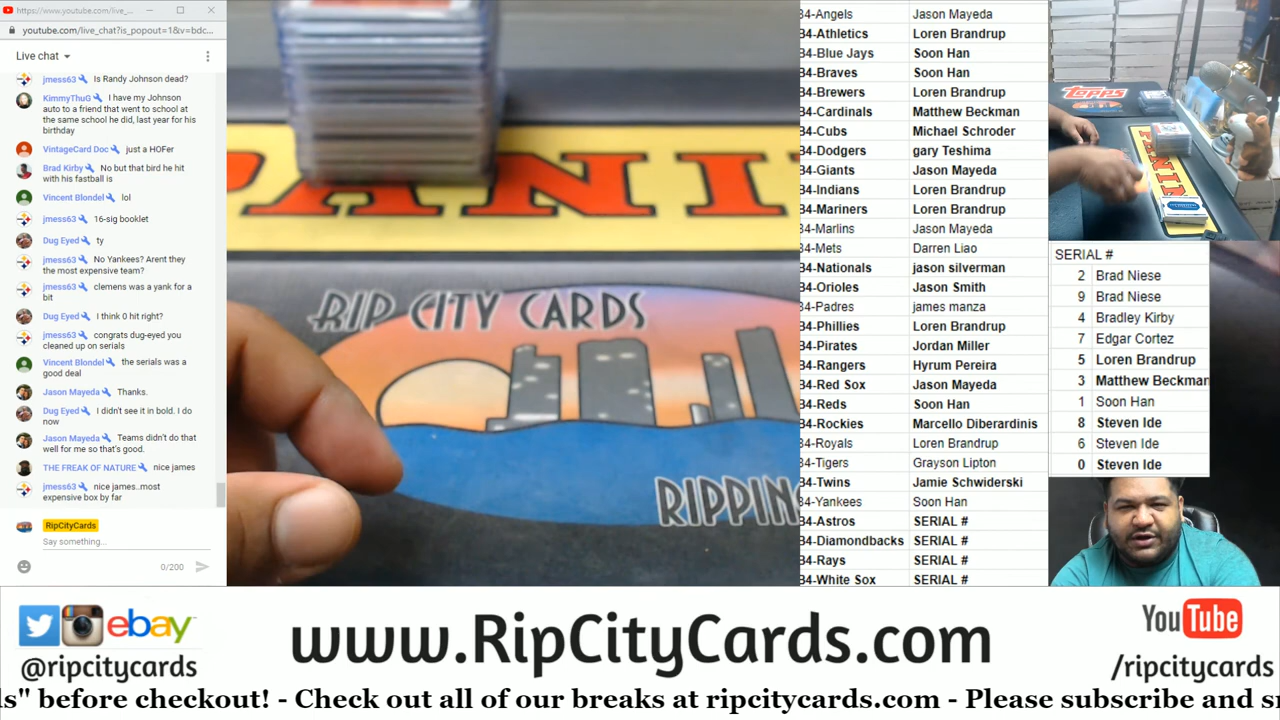 https://www.youtube.com/live_...
youtube.com/live_chat?is_popout=1&v=bdc...
Live chat
jmess63 Is Randy Johnson dead?
KimmyThuG I have my Johnson
auto to a friend that went to school at
the same school he did, last year for his
birthday
VintageCard Doc just a HOFer
Brad Kirby No but that bird he hit
with his fastball is
Vincent Blondel lol
jmess63 16-sig booklet
Dug Eyed ty
jmess63 No Yankees? Arent they
the most expensive team?
jmess63 clemens was a yank for a
bit
Dug Eyed I think 0 hit right?
jmess63 congrats dug-eyed you
cleaned up on serials
Vincent Blondel the serials was a
good deal
Jason Mayeda Thanks.
Dug Eyed I didn't see it in bold. I do
now
Jason Mayeda Teams didn't do that
well for me so that's good.
THE FREAK OF NATURE nice james
jmess63 nice james..most
expensive box by far
RipCityCards
Say something...
0/200
PANINI
RIP CITY CARDS
RIPPING
34-Angels Jason Mayeda
34-Athletics Loren Brandrup
34-Blue Jays Soon Han
34-Braves Soon Han
34-Brewers Loren Brandrup
34-Cardinals Matthew Beckman
34-Cubs Michael Schroder
34-Dodgers gary Teshima
34-Giants Jason Mayeda
34-Indians Loren Brandrup
34-Mariners Loren Brandrup
34-Marlins Jason Mayeda
34-Mets Darren Liao
34-Nationals jason silverman
34-Orioles Jason Smith
34-Padres james manza
34-Phillies Loren Brandrup
34-Pirates Jordan Miller
34-Rangers Hyrum Pereira
34-Red Sox Jason Mayeda
34-Reds Soon Han
34-Rockies Marcello Diberardinis
34-Royals Loren Brandrup
34-Tigers Grayson Lipton
34-Twins Jamie Schwiderski
34-Yankees Soon Han
34-Astros SERIAL #
34-Diamondbacks SERIAL #
34-Rays SERIAL #
34-White Sox SERIAL #
Topps
PANINI
SERIAL #
2 Brad Niese
9 Brad Niese
4 Bradley Kirby
7 Edgar Cortez
5 Loren Brandrup
3 Matthew Beckman
1 Soon Han
8 Steven Ide
6 Steven Ide
0 Steven Ide
ebay
@ripcitycards
www.RipCityCards.com
YouTube
/ripcitycards
ls" before checkout! - Check out all of our breaks at ripcitycards.com - Please subscribe and s